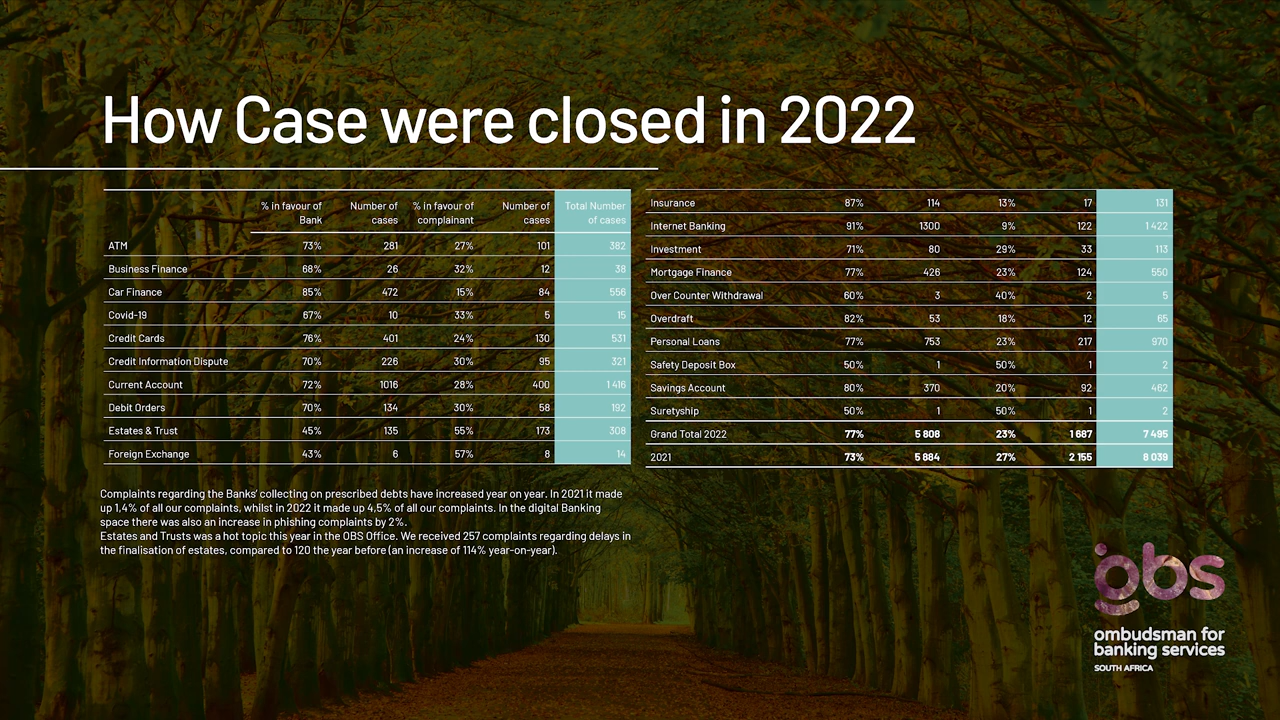 How Case were closed in 2022
% in favour of Bank Number of cases % in favour of complainant Number of cases Total Number of cases
ATM 73% 281 27% 101 382
Business Finance 68% 26 32% 12 38
Car Finance 85% 472 15% 84 556
Covid-19 67% 10 33% 5 15
Credit Cards 76% 401 24% 130 531
Credit Information Dispute 70% 226 30% 95 321
Current Account 72% 1016 28% 400 1 416
Debit Orders 70% 134 30% 58 192
Estates & Trust 45% 135 55% 173 308
Foreign Exchange 43% 6 57% 8 14
Insurance 87% 114 13% 17 131
Internet Banking 91% 1300 9% 122 1 422
Investment 71% 80 29% 33 113
Mortgage Finance 77% 426 23% 124 550
Over Counter Withdrawal 60% 3 40% 2 5
Overdraft 82% 53 18% 12 65
Personal Loans 77% 753 23% 217 970
Safety Deposit Box 50% 1 50% 1 2
Savings Account 80% 370 20% 92 462
Suretyship 50% 1 50% 1 2
Grand Total 2022 77% 5 808 23% 1 687 7 495
2021 73% 5 884 27% 2 155 8 039
Complaints regarding the Banks' collecting on prescribed debts have increased year on year. In 2021 it made
up 1,4% of all our complaints, whilst in 2022 it made up 4,5% of all our complaints. In the digital Banking
space there was also an increase in phishing complaints by 2%.
Estates and Trusts was a hot topic this year in the OBS Office. We received 257 complaints regarding delays in
the finalisation of estates, compared to 120 the year before (an increase of 114% year-on-year).
obs
ombudsman for
banking services
SOUTH AFRICA